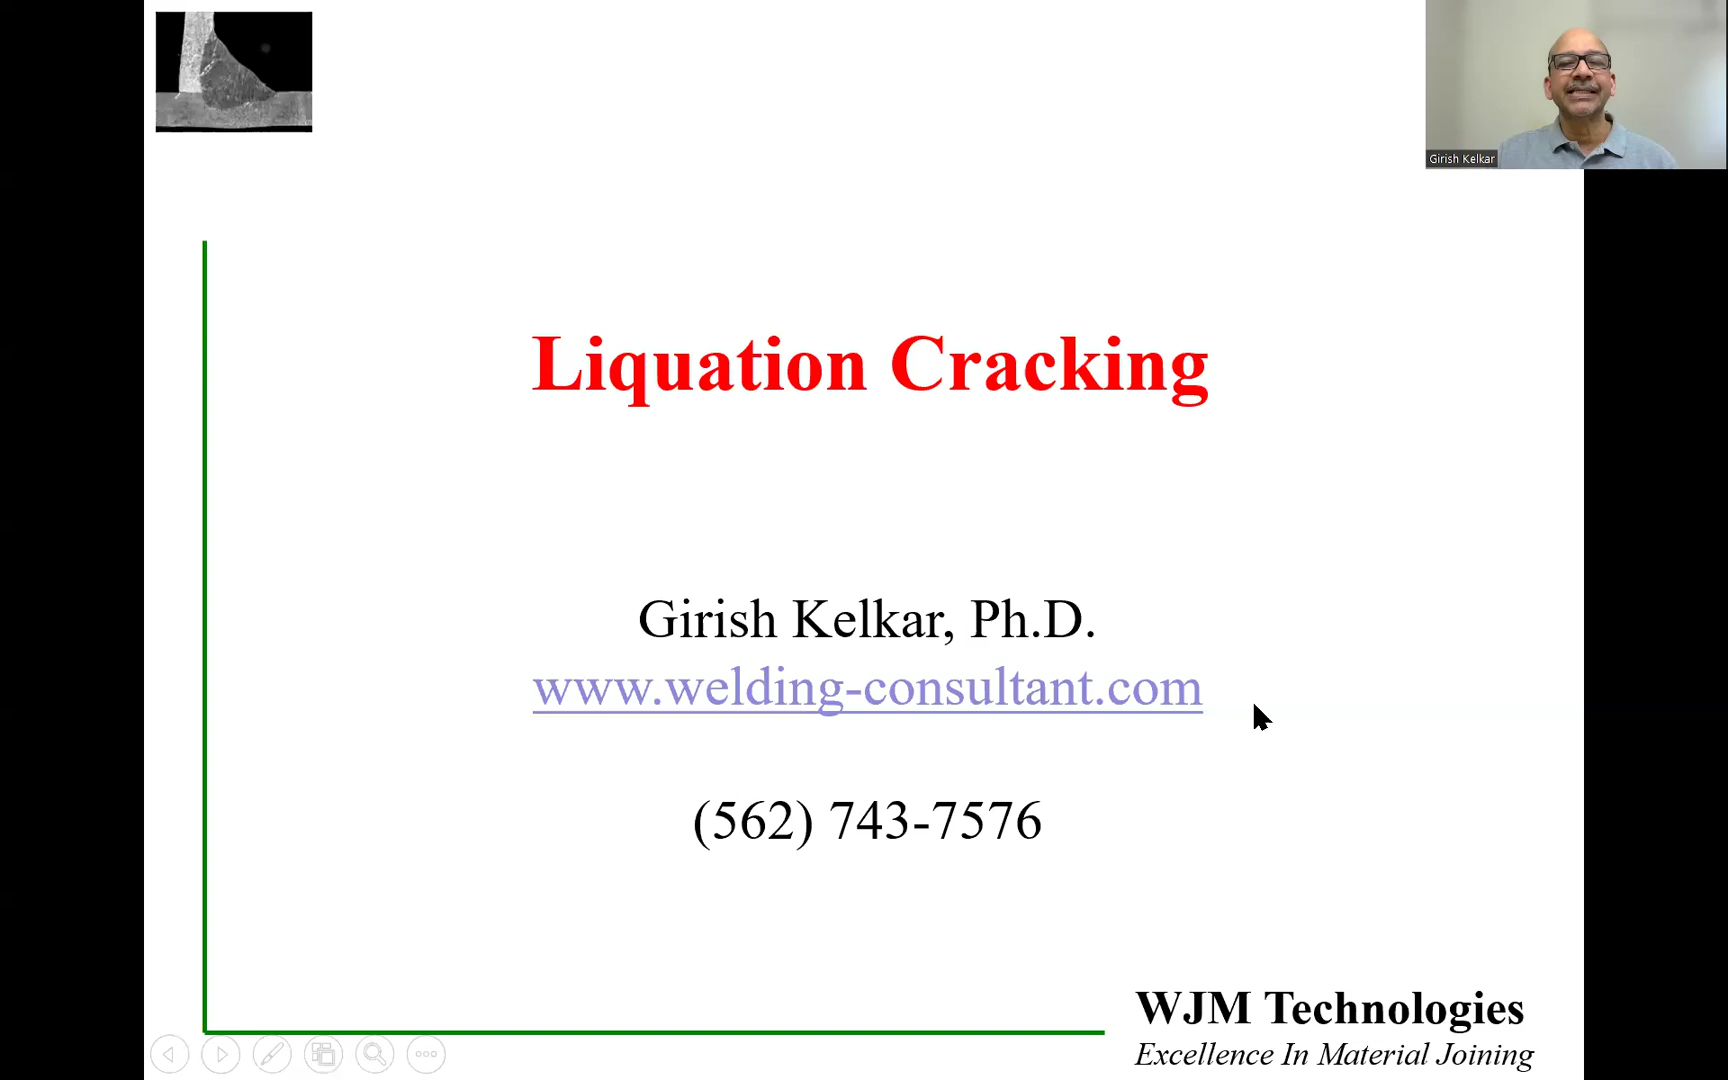 Girish Kelkar
Liquation Cracking
Girish Kelkar, Ph.D.
www.welding-consultant.com
(562) 743-7576
WJM Technologies
Excellence In Material Joining